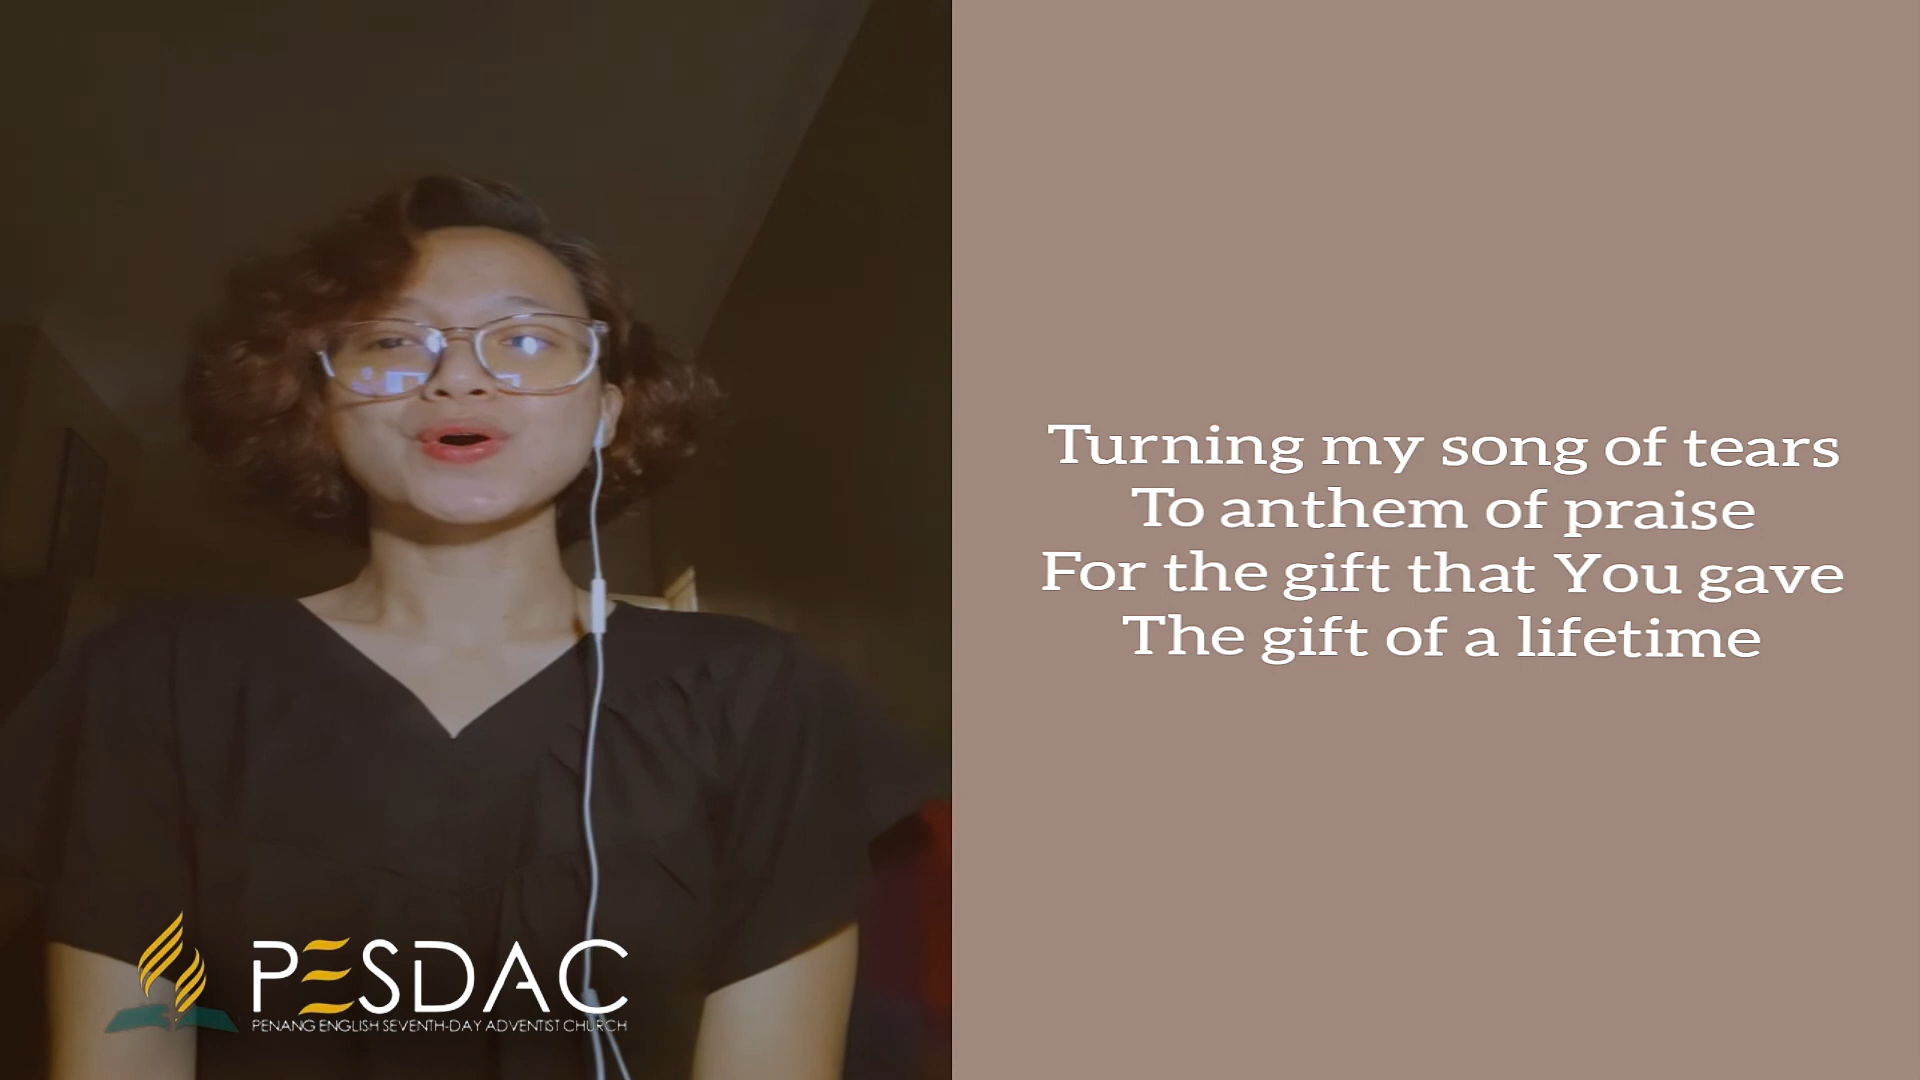 Turning my song of tears
To anthem of praise
For the gift that You gave
The gift of a lifetime
PESDAC
PENANG ENGLISH SEVENTH-DAY ADVENTIST CHURCH